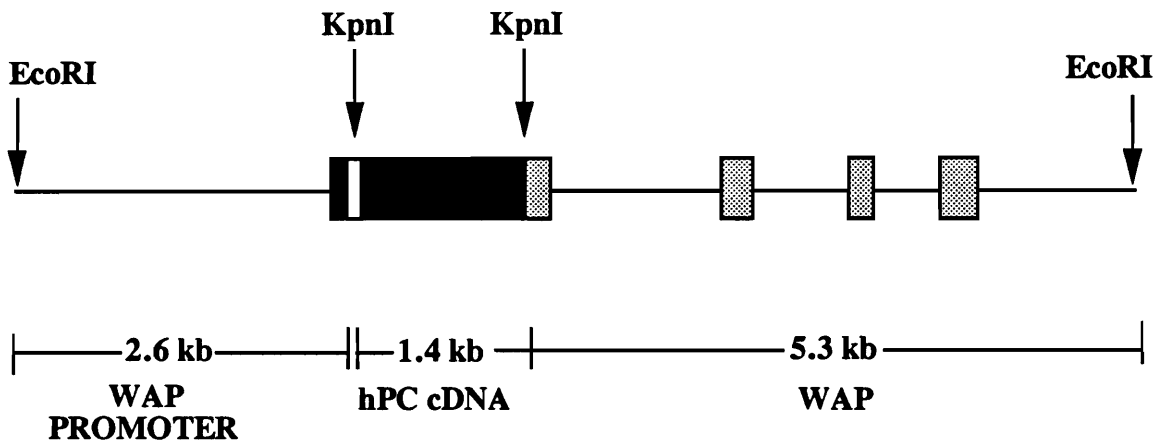 KpnI KpnI
EcoRI EcoRI
2.6 kb 1.4 kb 5.3 kb
WAP hPC cDNA WAP
PROMOTER